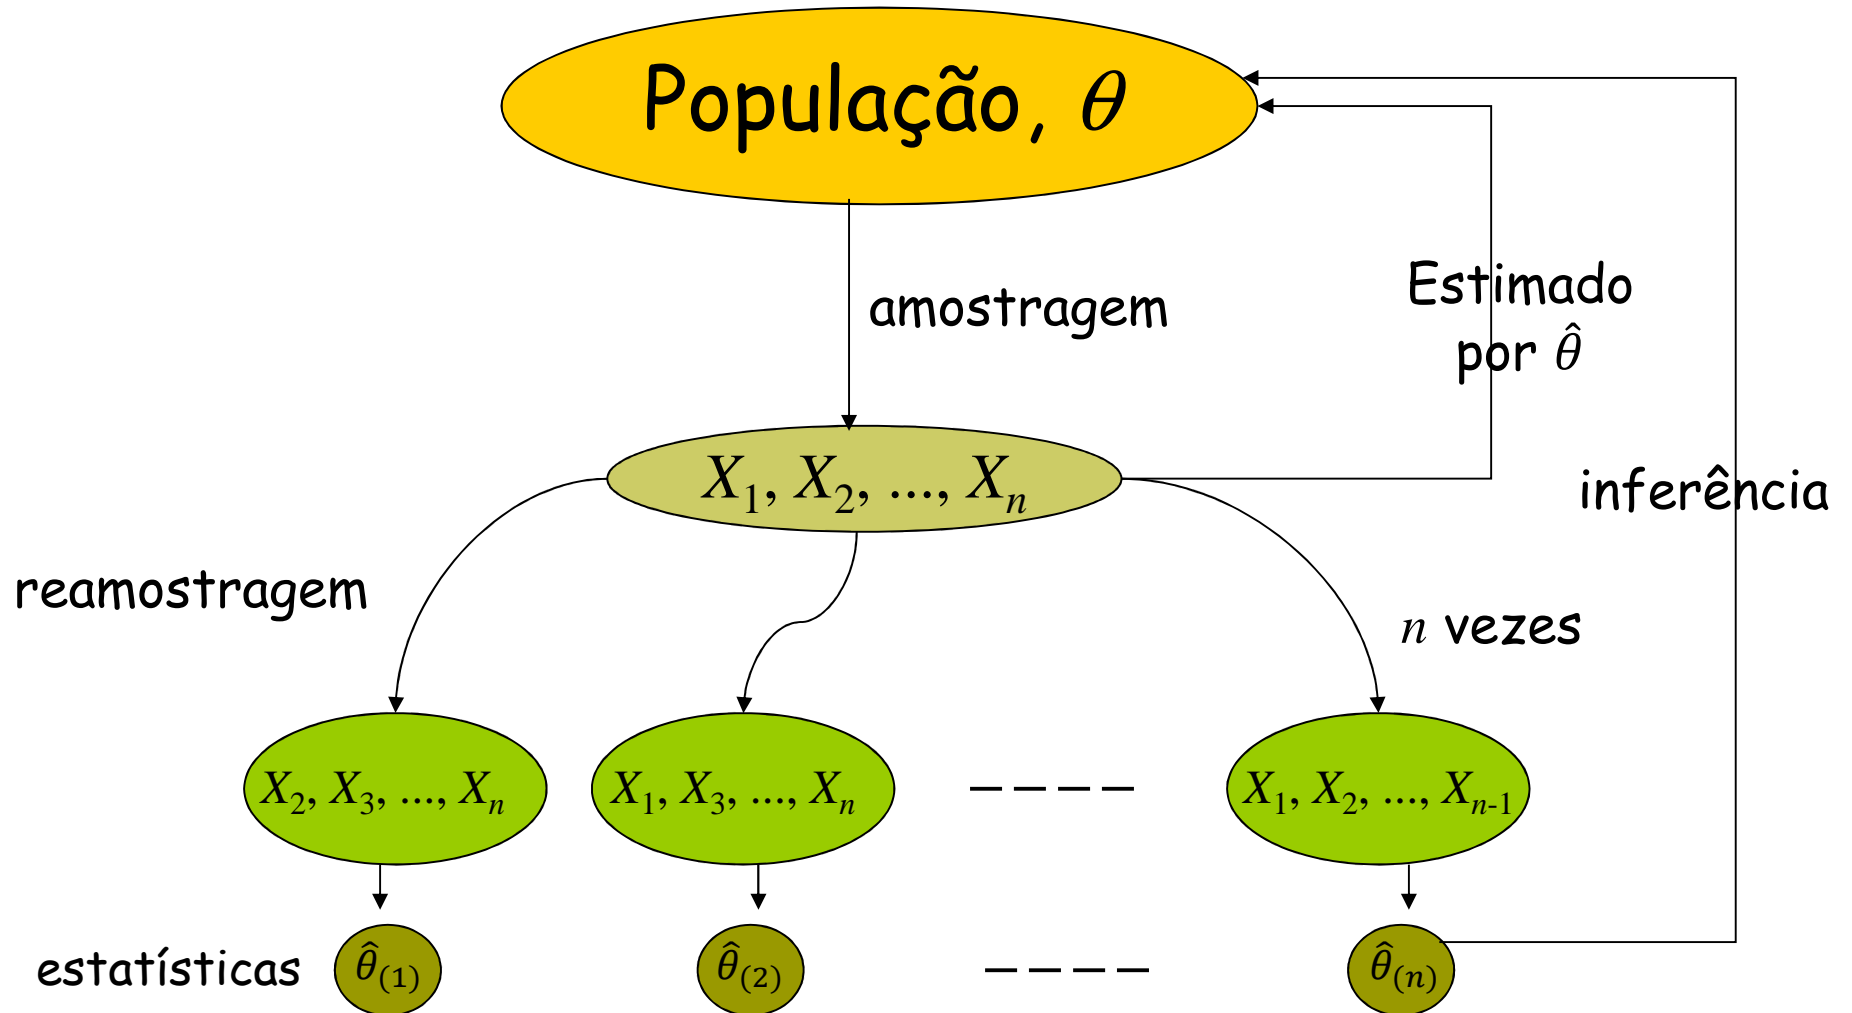 População, θ
amostragem
Estimado
por θ̂
X₁, X₂, ..., Xₙ
inferência
reamostragem
n vezes
X₂, X₃, ..., Xₙ
X₁, X₃, ..., Xₙ
X₁, X₂, ..., Xₙ₋₁
estatísticas
θ̂₍₁₎
θ̂₍₂₎
θ̂₍ₙ₎